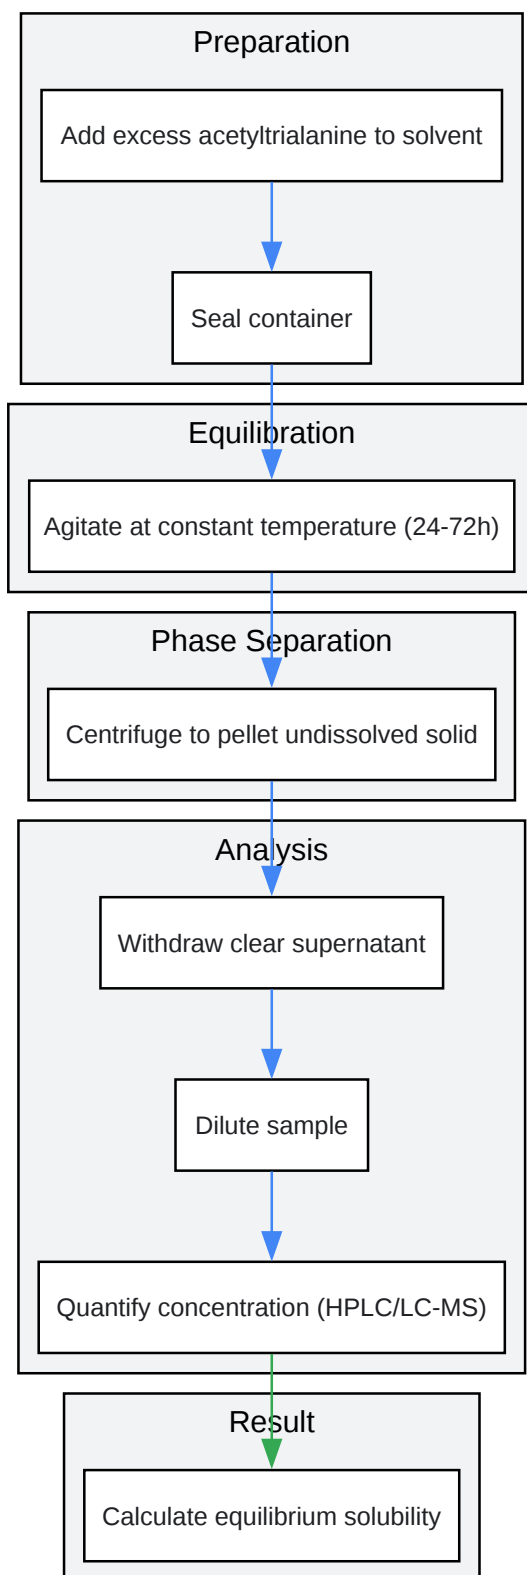 Preparation
Add excess acetyltrialanine to solvent
Seal container
Equilibration
Agitate at constant temperature (24-72h)
Phase Separation
Centrifuge to pellet undissolved solid
Analysis
Withdraw clear supernatant
Dilute sample
Quantify concentration (HPLC/LC-MS)
Result
Calculate equilibrium solubility